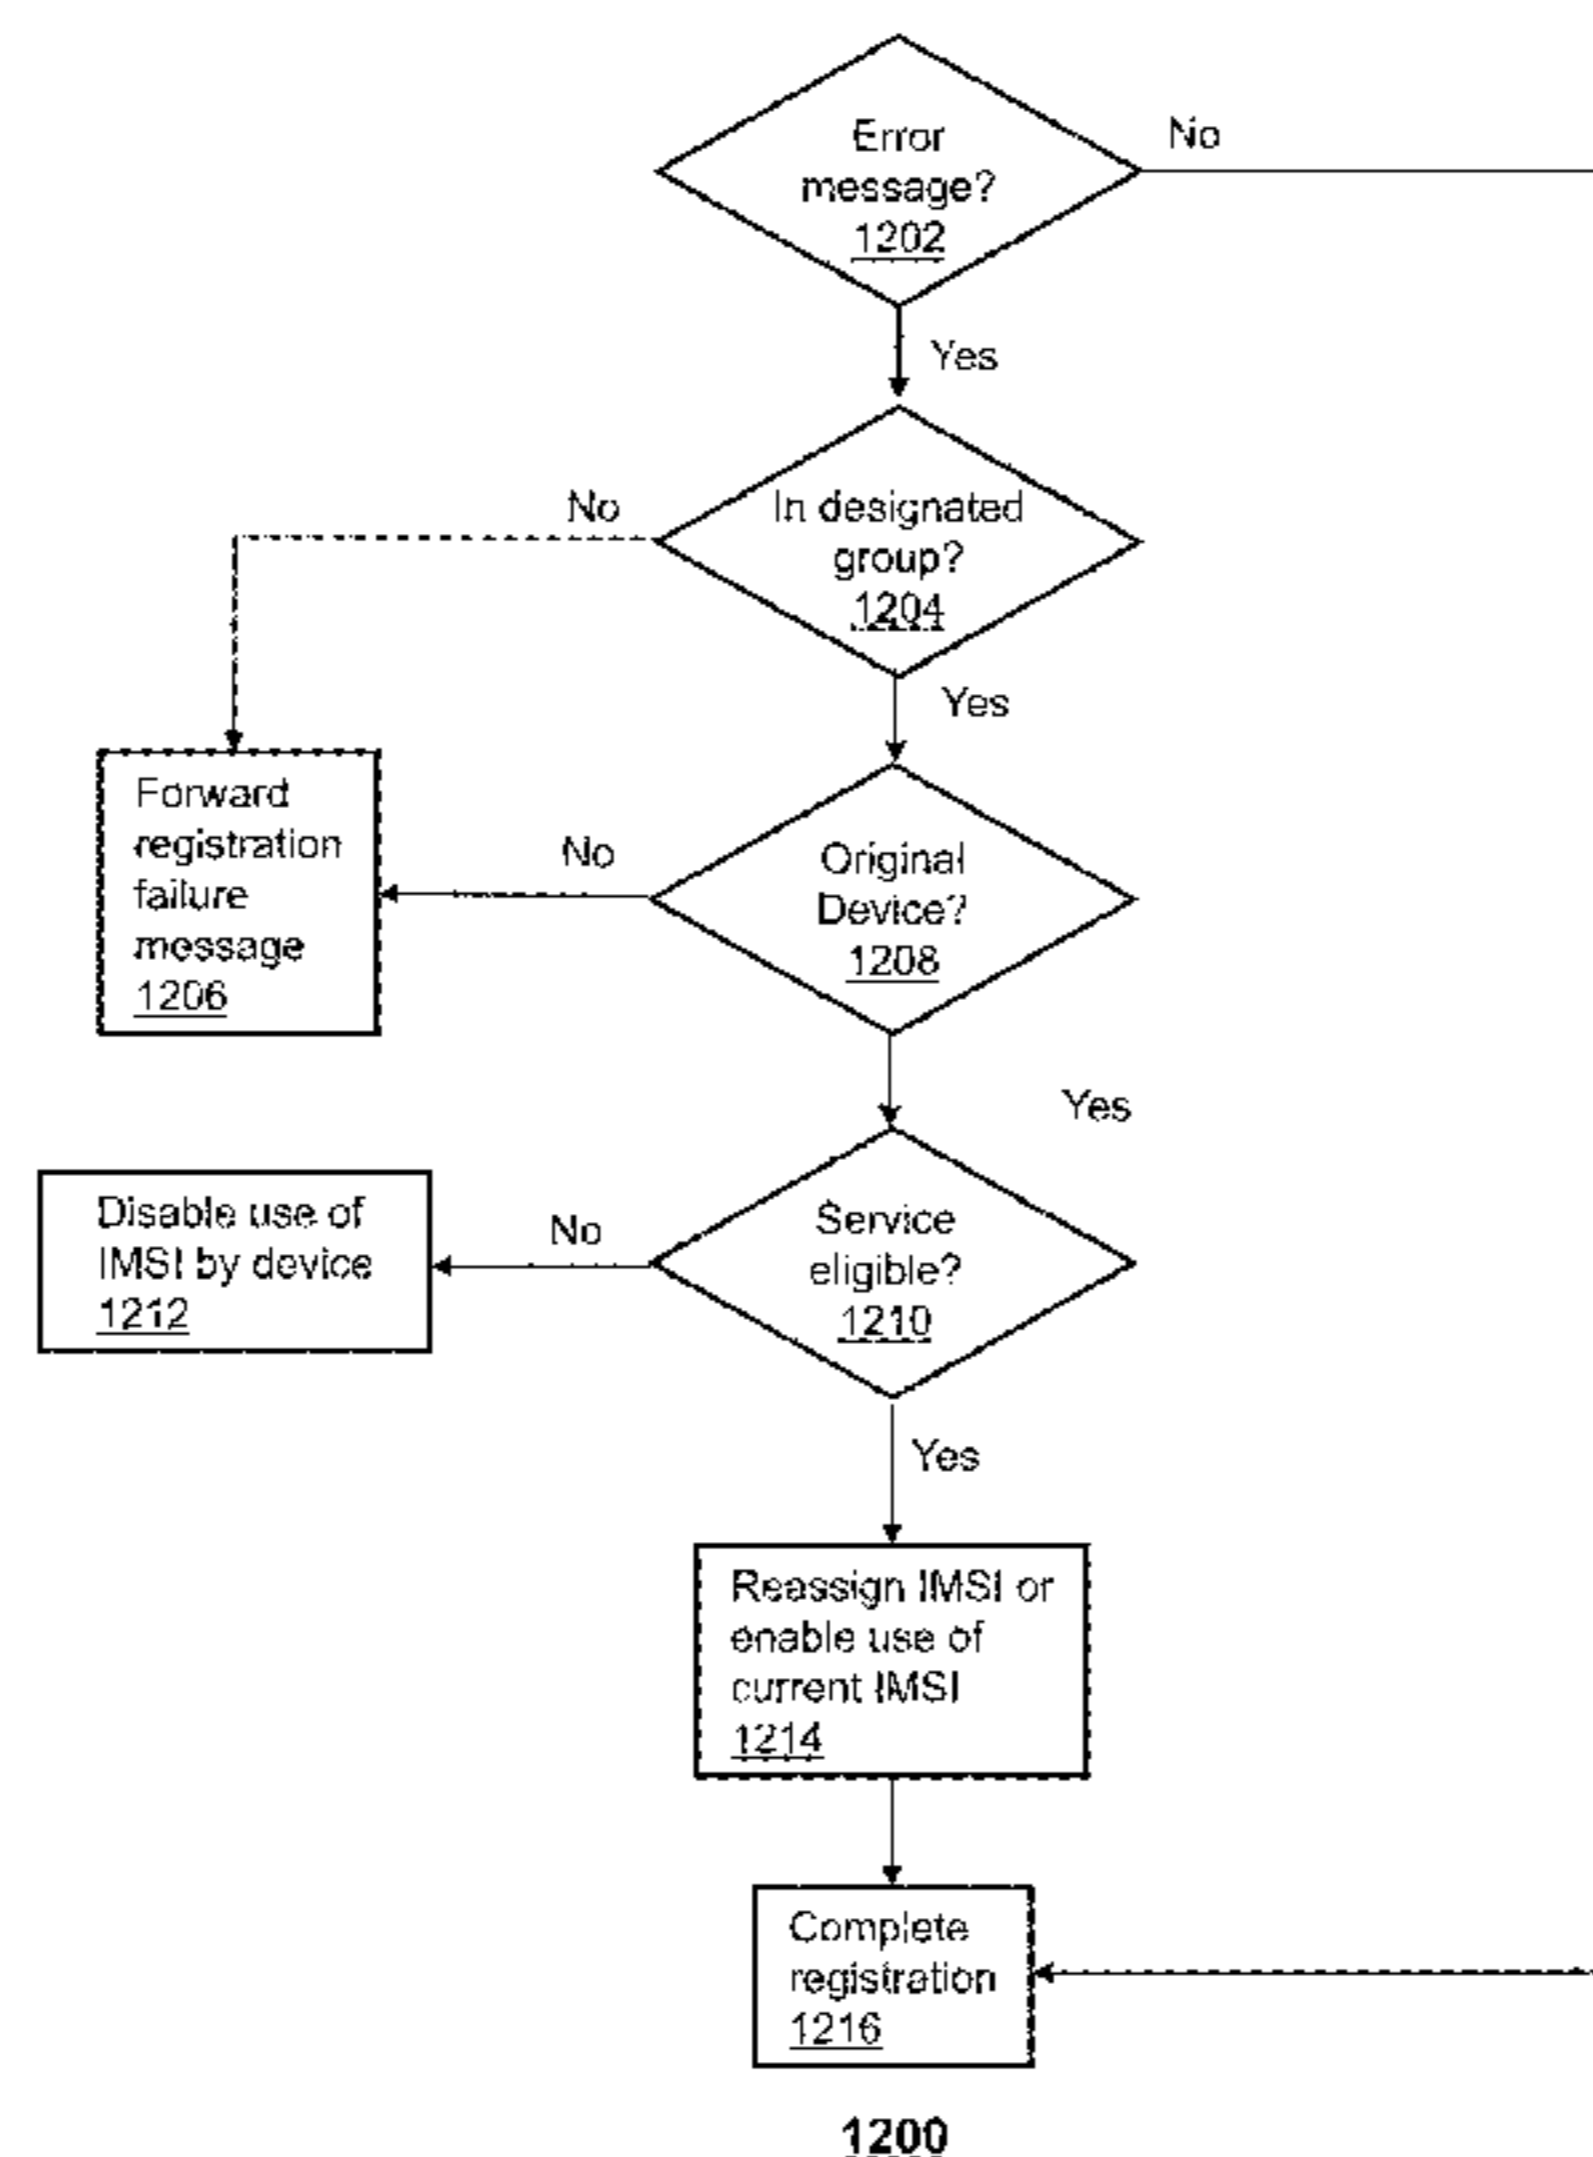 Error
message?
1202
No
Yes
In designated
group?
1204
No
Yes
Forward
registration
failure
message
1206
No
Original
Device?
1208
Yes
Disable use of
IMSI by device
1212
No
Service
eligible?
1210
Yes
Reassign IMSI or
enable use of
current IMSI
1214
Complete
registration
1216
1200